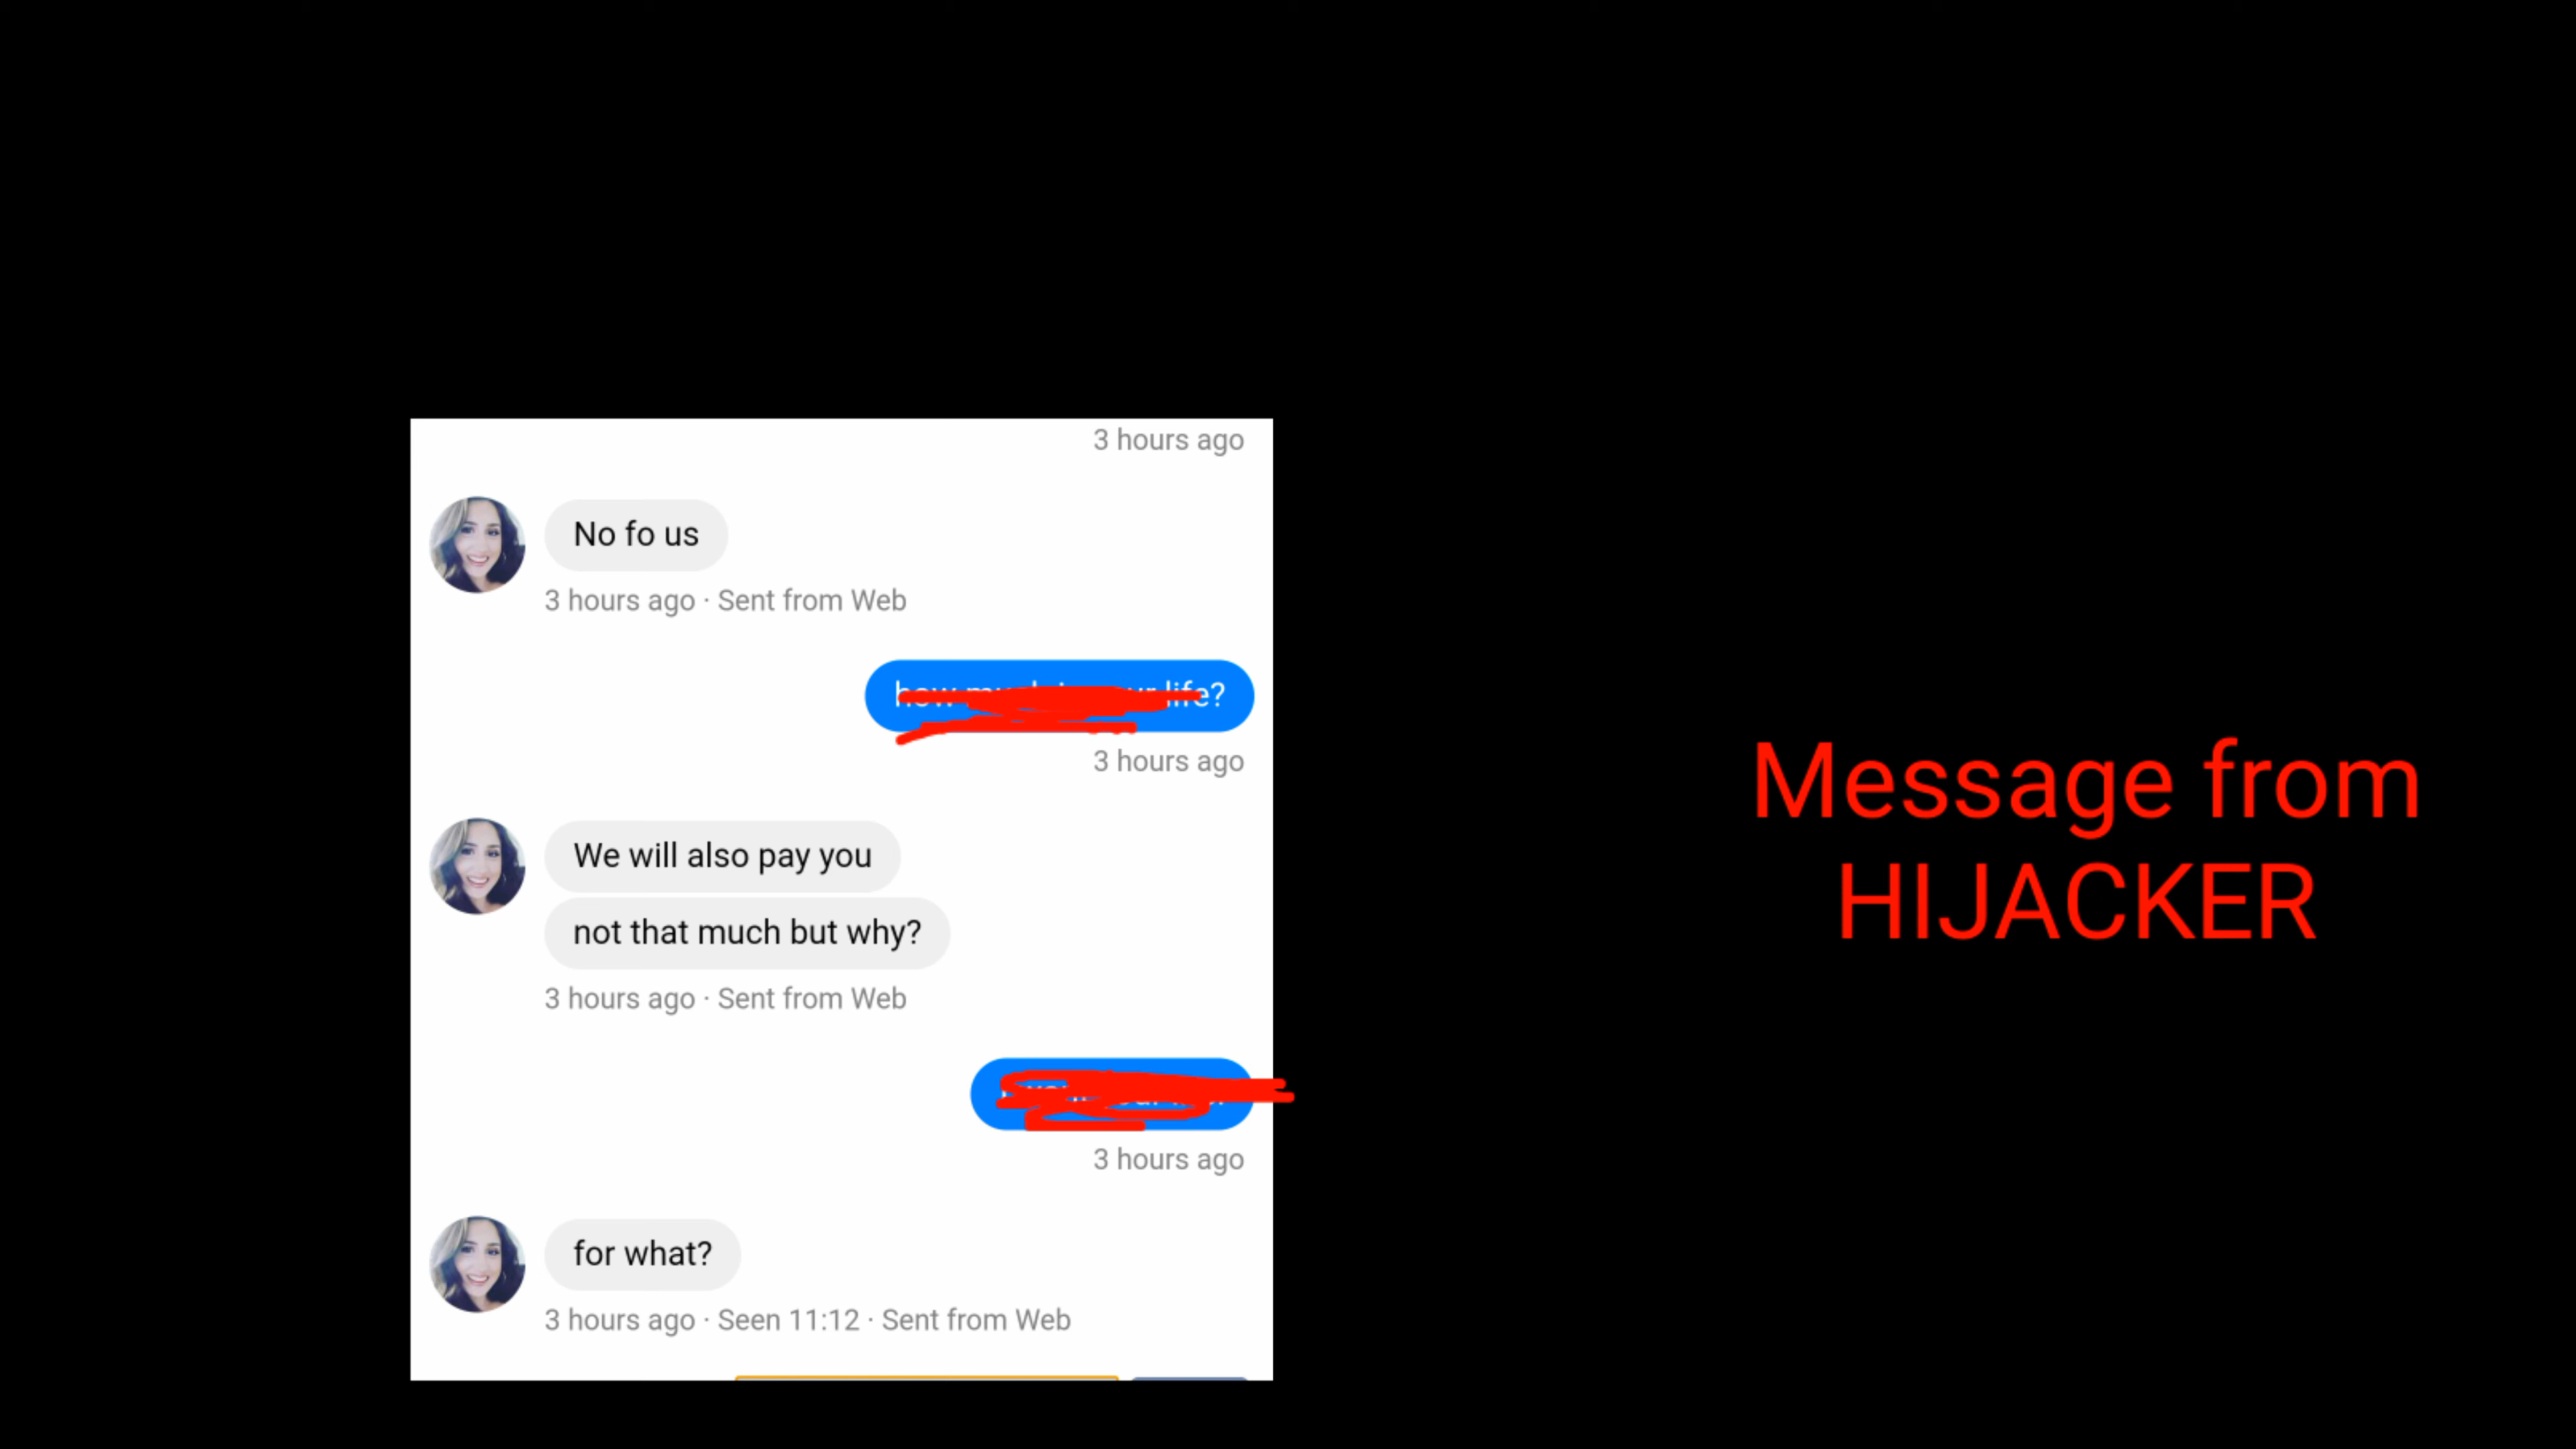 3 hours ago
No fo us
3 hours ago · Sent from Web
how life?
3 hours ago
We will also pay you
not that much but why?
3 hours ago · Sent from Web
3 hours ago
for what?
3 hours ago · Seen 11:12 · Sent from Web
Message from
HIJACKER